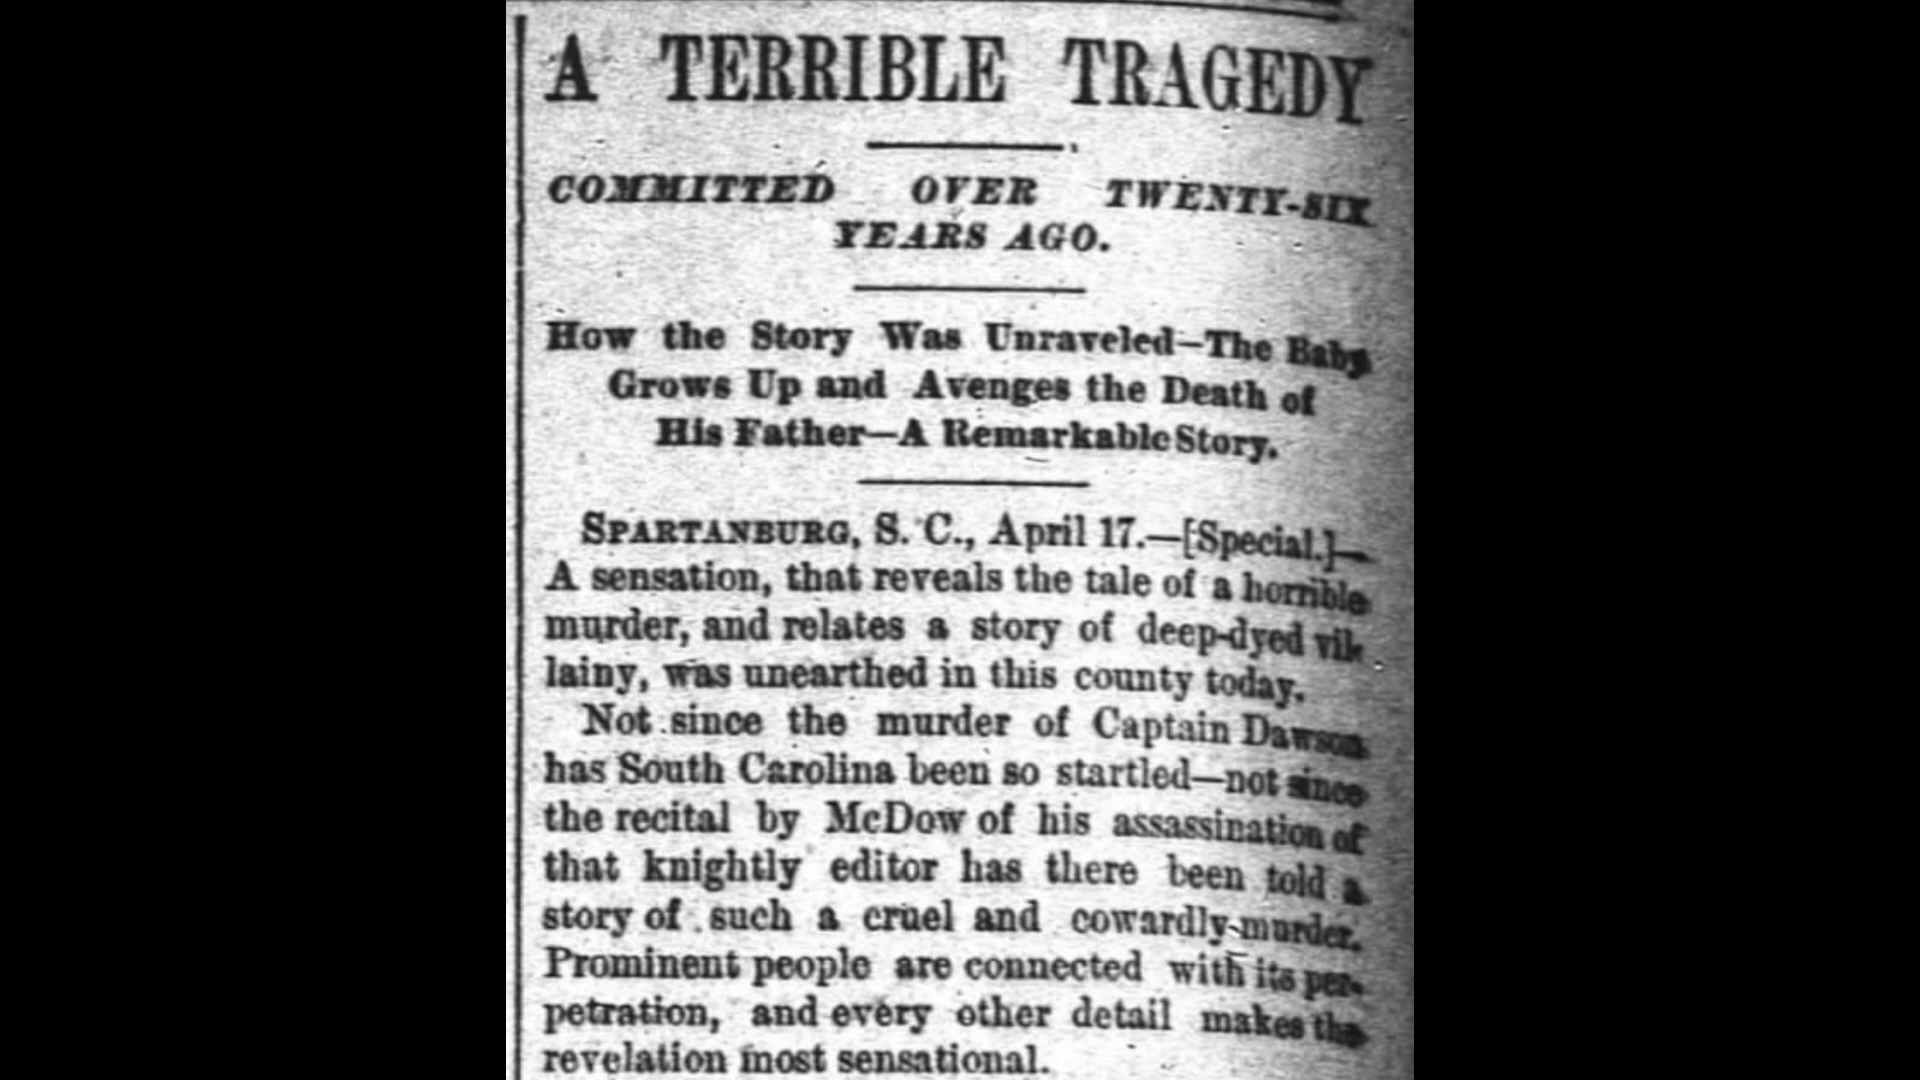 A TERRIBLE TRAGEDY
COMMITTED OVER TWENTY-SIX
YEARS AGO.
How the Story Was Unraveled—The Baby
Grows Up and Avenges the Death of
His Father—A Remarkable Story.
SPARTANBURG, S. C., April 17.—[Special.]—
A sensation, that reveals the tale of a horrible
murder, and relates a story of deep-dyed vil-
lainy, was unearthed in this county today.
Not since the murder of Captain Dawson
has South Carolina been so startled—not since
the recital by McDow of his assassination of
that knightly editor has there been told a
story of such a cruel and cowardly murder.
Prominent people are connected with its per-
petration, and every other detail makes the
revelation most sensational.